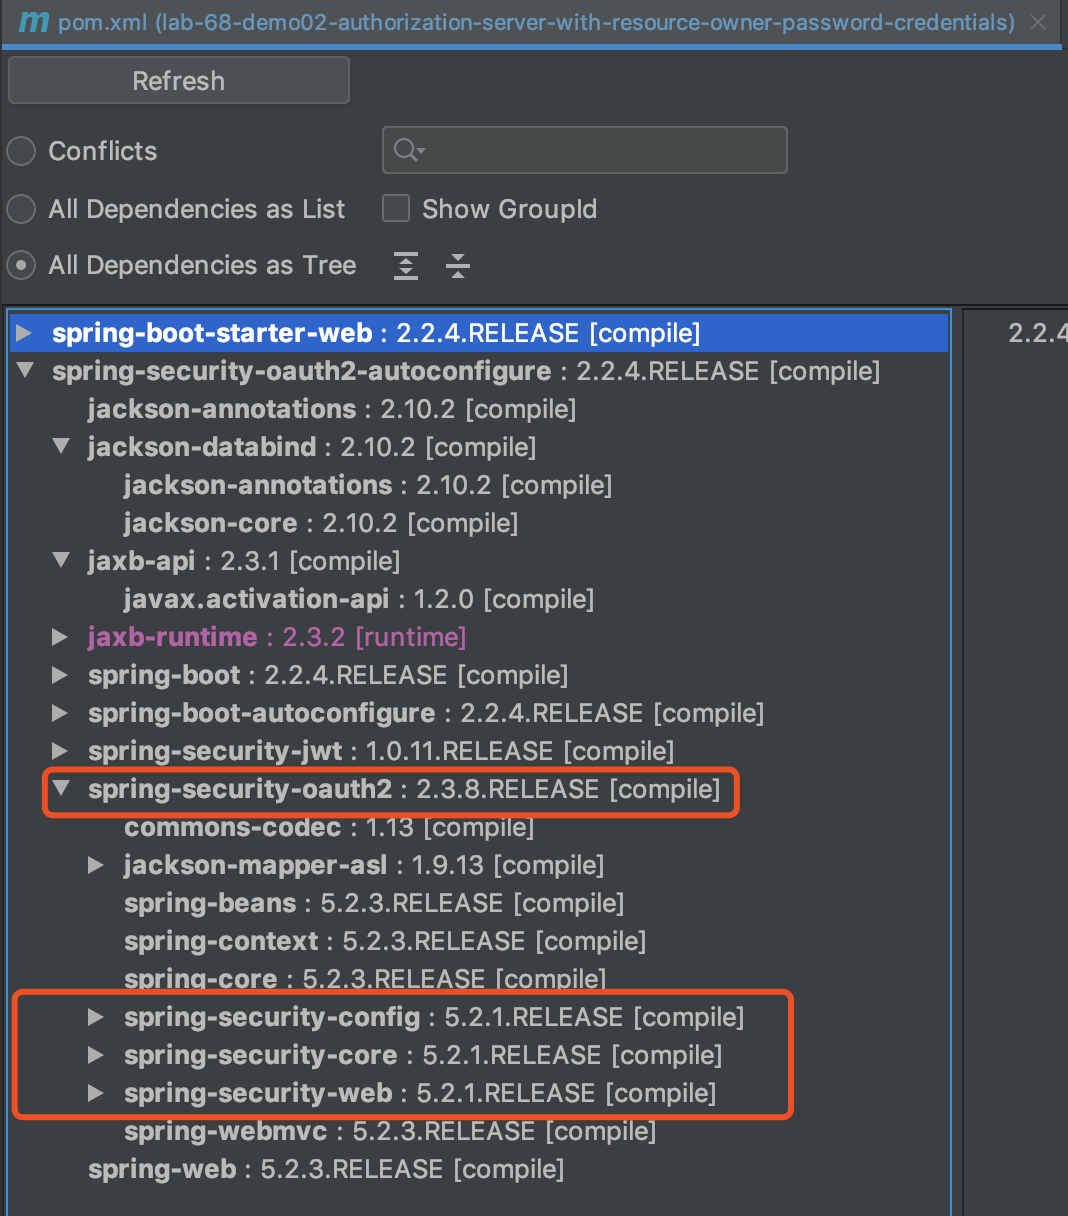 m pom.xml (lab-68-demo02-authorization-server-with-resource-owner-password-credentials)
Refresh
Conflicts
All Dependencies as List Show GroupId
All Dependencies as Tree
spring-boot-starter-web : 2.2.4.RELEASE [compile] 2.2.4
spring-security-oauth2-autoconfigure : 2.2.4.RELEASE [compile]
jackson-annotations : 2.10.2 [compile]
jackson-databind : 2.10.2 [compile]
jackson-annotations : 2.10.2 [compile]
jackson-core : 2.10.2 [compile]
jaxb-api : 2.3.1 [compile]
javax.activation-api : 1.2.0 [compile]
jaxb-runtime : 2.3.2 [runtime]
spring-boot : 2.2.4.RELEASE [compile]
spring-boot-autoconfigure : 2.2.4.RELEASE [compile]
spring-security-jwt : 1.0.11.RELEASE [compile]
spring-security-oauth2 : 2.3.8.RELEASE [compile]
commons-codec : 1.13 [compile]
jackson-mapper-asl : 1.9.13 [compile]
spring-beans : 5.2.3.RELEASE [compile]
spring-context : 5.2.3.RELEASE [compile]
spring-core : 5.2.3.RELEASE [compile]
spring-security-config : 5.2.1.RELEASE [compile]
spring-security-core : 5.2.1.RELEASE [compile]
spring-security-web : 5.2.1.RELEASE [compile]
spring-webmvc : 5.2.3.RELEASE [compile]
spring-web : 5.2.3.RELEASE [compile]